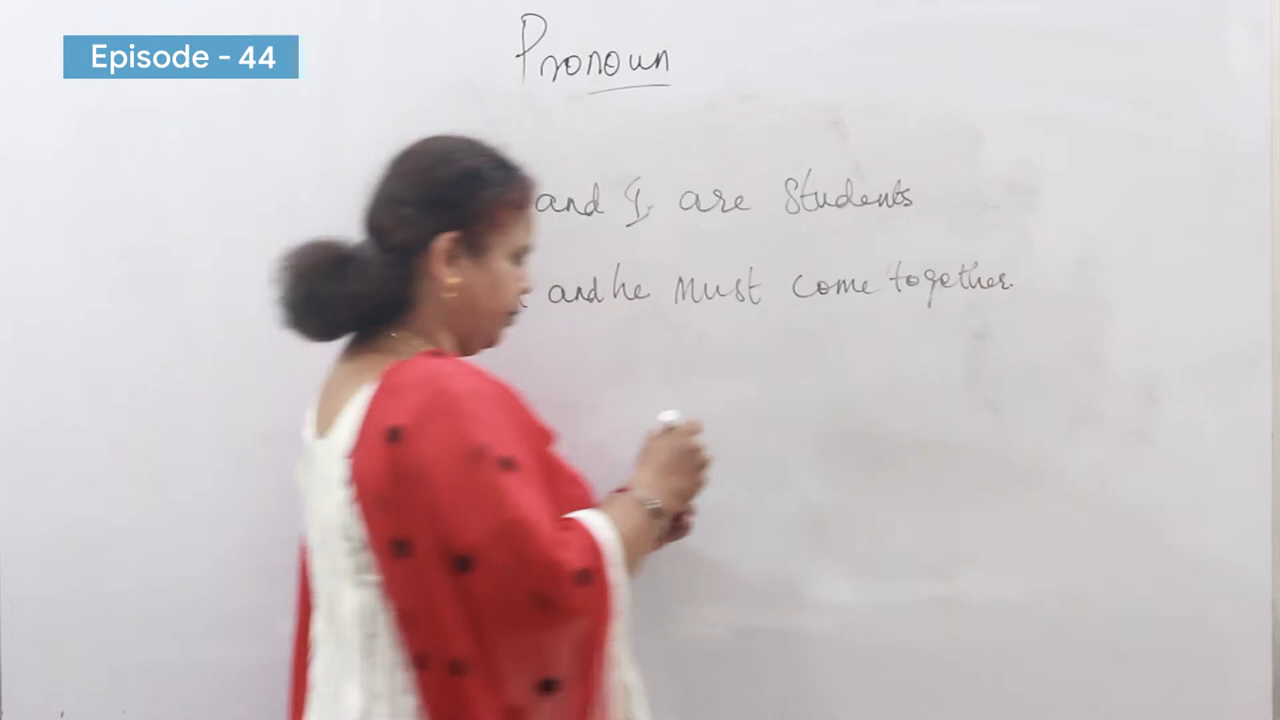 Episode - 44
Pronoun
and I are Students
and he Must come together.